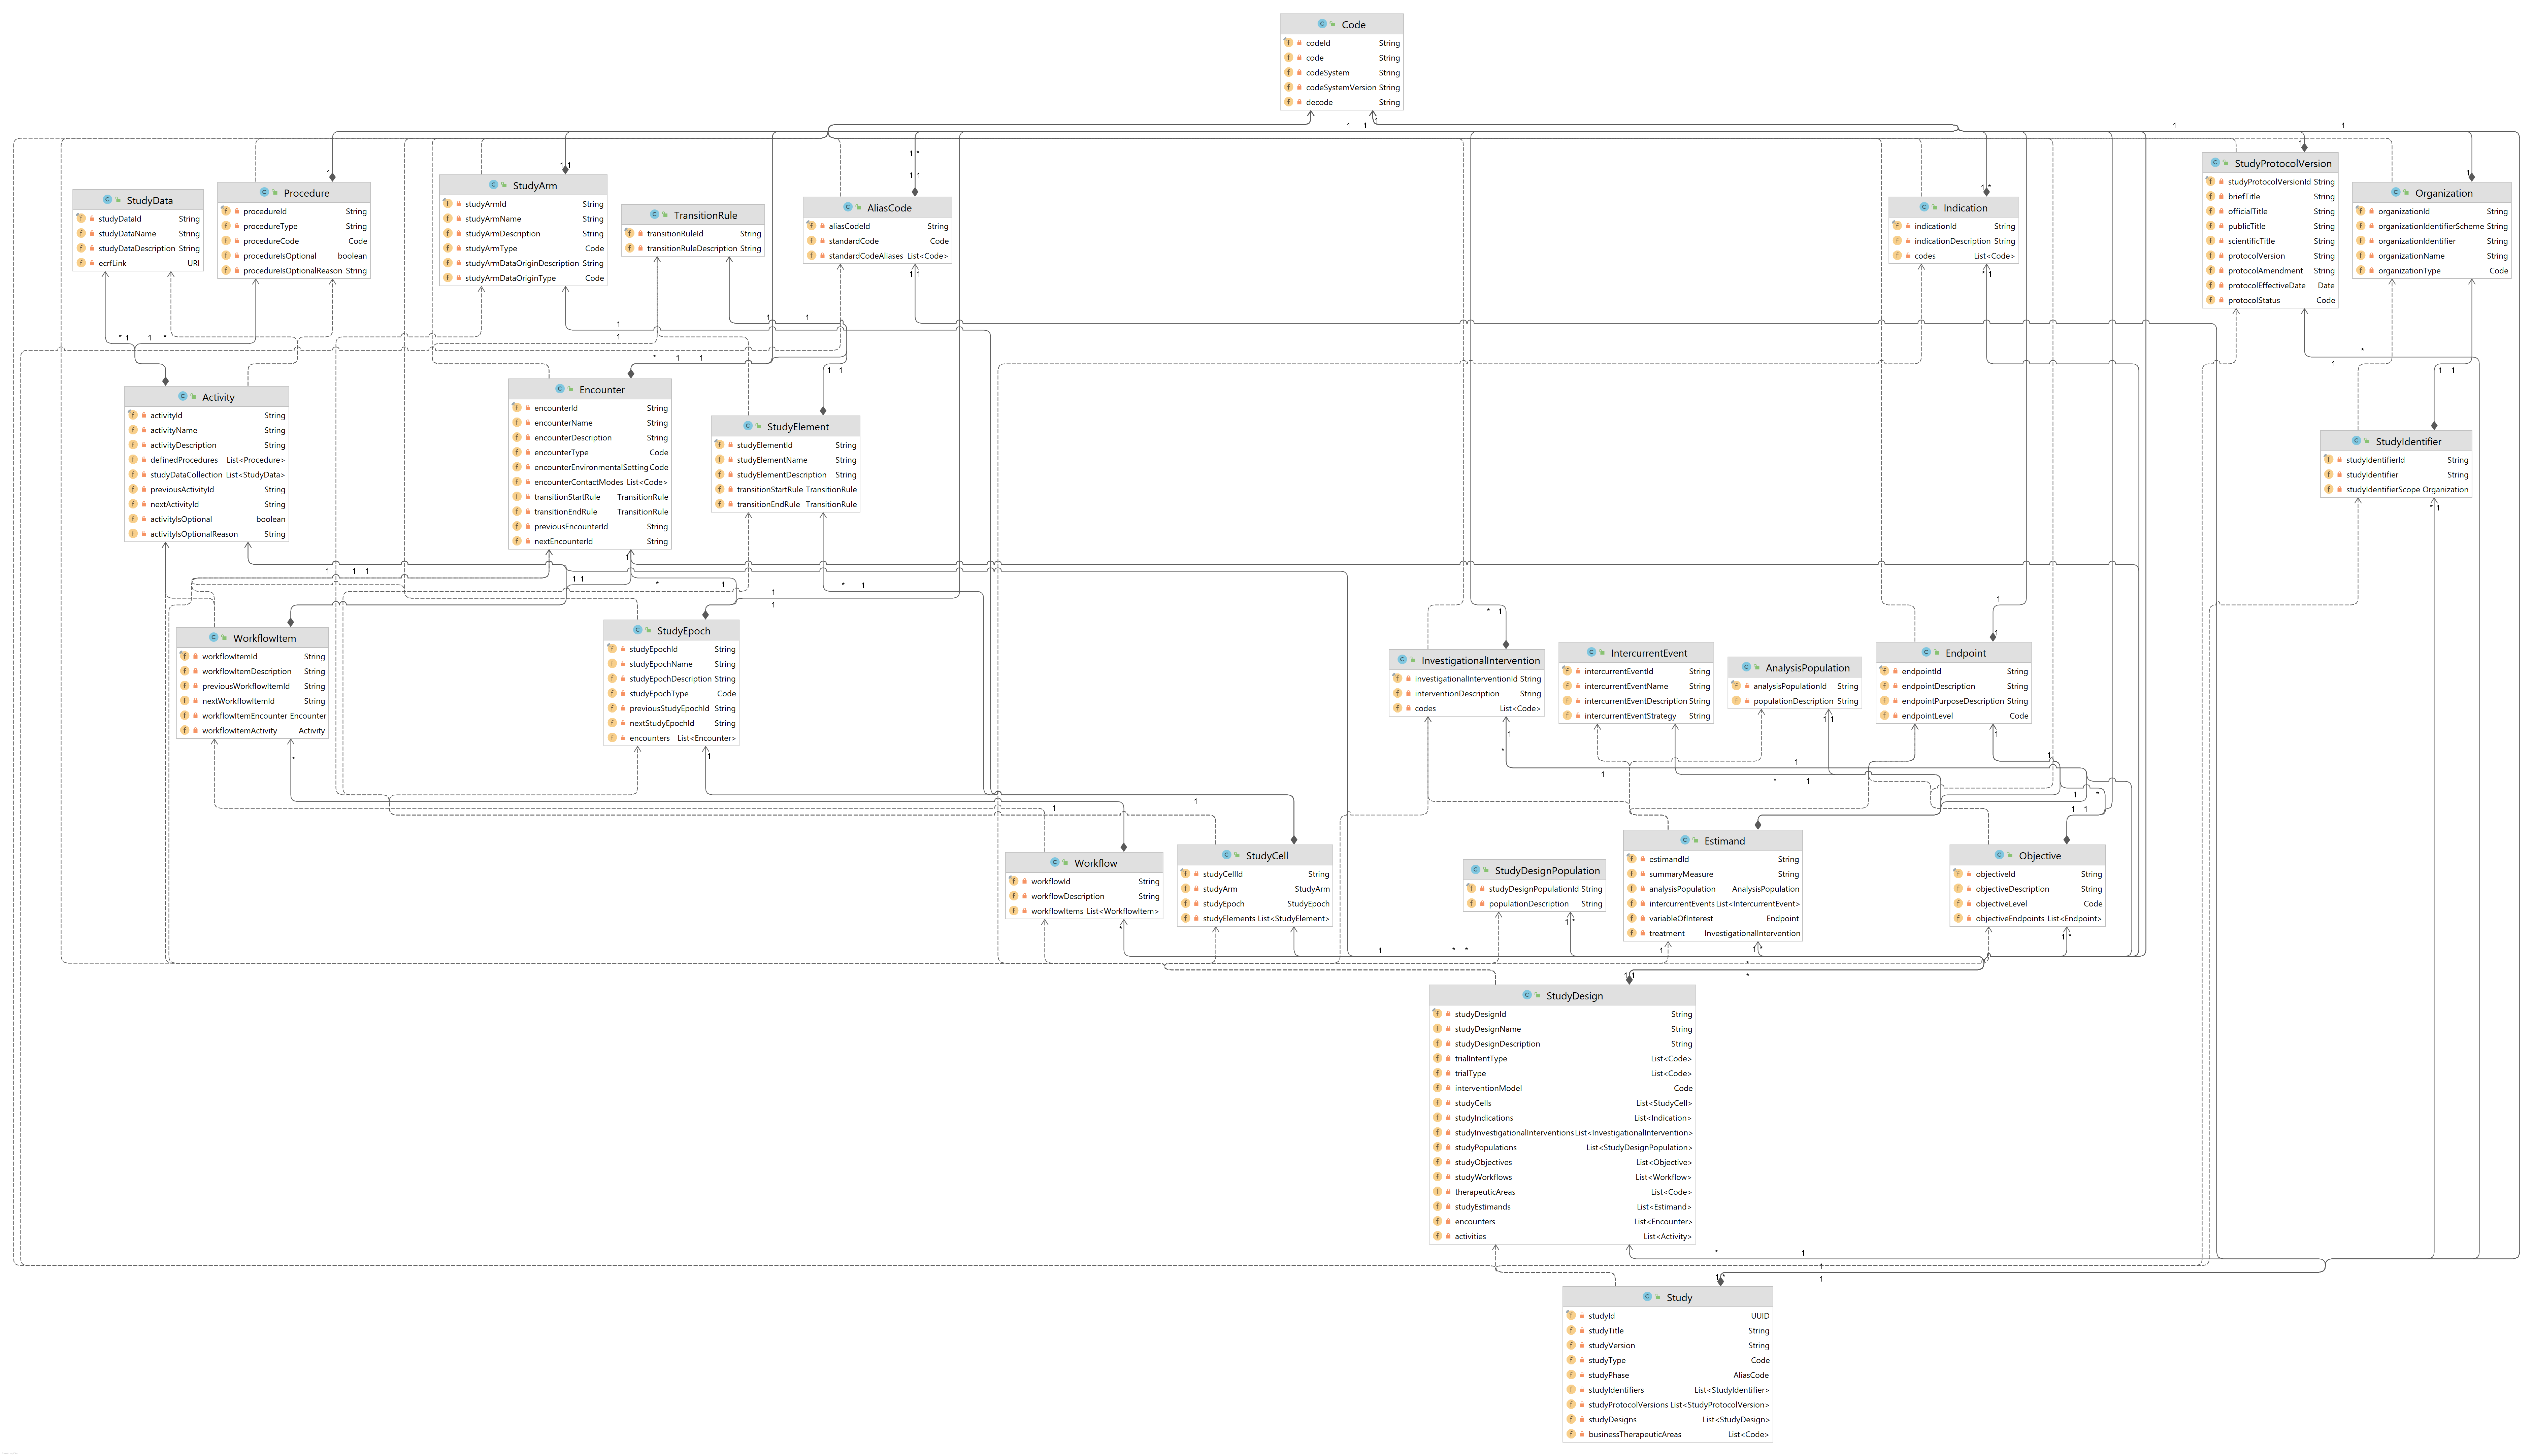 Code
codeId String
code String
codeSystem String
codeSystemVersion String
decode String
StudyData
studyDataId String
studyDataName String
studyDataDescription String
ecrfLink URI
Procedure
procedureId String
procedureType String
procedureCode Code
procedureIsOptional boolean
procedureIsOptionalReason String
StudyArm
studyArmId String
studyArmName String
studyArmDescription String
studyArmType Code
studyArmDataOriginDescription String
studyArmDataOriginType Code
TransitionRule
transitionRuleId String
transitionRuleDescription String
AliasCode
aliasCodeId String
standardCode Code
standardCodeAliases List<Code>
Indication
indicationId String
indicationDescription String
codes List<Code>
StudyProtocolVersion
studyProtocolVersionId String
briefTitle String
officialTitle String
publicTitle String
scientificTitle String
protocolVersion String
protocolAmendment String
protocolEffectiveDate Date
protocolStatus Code
Organization
organizationId String
organizationIdentifierScheme String
organizationIdentifier String
organizationName String
organizationType Code
Activity
activityId String
activityName String
activityDescription String
definedProcedures List<Procedure>
studyDataCollection List<StudyData>
previousActivityId String
nextActivityId String
activityIsOptional boolean
activityIsOptionalReason String
Encounter
encounterId String
encounterName String
encounterDescription String
encounterType Code
encounterEnvironmentalSetting Code
encounterContactModes List<Code>
transitionStartRule TransitionRule
transitionEndRule TransitionRule
previousEncounterId String
nextEncounterId String
StudyElement
studyElementId String
studyElementName String
studyElementDescription String
transitionStartRule TransitionRule
transitionEndRule TransitionRule
StudyIdentifier
studyIdentifierId String
studyIdentifier String
studyIdentifierScope Organization
WorkflowItem
workflowItemId String
workflowItemDescription String
previousWorkflowItemId String
nextWorkflowItemId String
workflowItemEncounter Encounter
workflowItemActivity Activity
StudyEpoch
studyEpochId String
studyEpochName String
studyEpochDescription String
studyEpochType Code
previousStudyEpochId String
nextStudyEpochId String
encounters List<Encounter>
InvestigationalIntervention
investigationalInterventionId String
interventionDescription String
codes List<Code>
IntercurrentEvent
intercurrentEventId String
intercurrentEventName String
intercurrentEventDescription String
intercurrentEventStrategy String
AnalysisPopulation
analysisPopulationId String
populationDescription String
Endpoint
endpointId String
endpointDescription String
endpointPurposeDescription String
endpointLevel Code
Workflow
workflowId String
workflowDescription String
workflowItems List<WorkflowItem>
StudyCell
studyCellId String
studyArm StudyArm
studyEpoch StudyEpoch
studyElements List<StudyElement>
StudyDesignPopulation
studyDesignPopulationId String
populationDescription String
Estimand
estimandId String
summaryMeasure String
analysisPopulation AnalysisPopulation
intercurrentEvents List<IntercurrentEvent>
variableOfInterest Endpoint
treatment InvestigationalIntervention
Objective
objectiveId String
objectiveDescription String
objectiveLevel Code
objectiveEndpoints List<Endpoint>
StudyDesign
studyDesignId String
studyDesignName String
studyDesignDescription String
trialIntentType List<Code>
trialType List<Code>
interventionModel Code
studyCells List<StudyCell>
studyIndications List<Indication>
studyInvestigationalInterventions List<InvestigationalIntervention>
studyPopulations List<StudyDesignPopulation>
studyObjectives List<Objective>
studyWorkflows List<Workflow>
therapeuticAreas List<Code>
studyEstimands List<Estimand>
encounters List<Encounter>
activities List<Activity>
Study
studyId UUID
studyTitle String
studyVersion String
studyType Code
studyPhase AliasCode
studyIdentifiers List<StudyIdentifier>
studyProtocolVersions List<StudyProtocolVersion>
studyDesigns List<StudyDesign>
businessTherapeuticAreas List<Code>